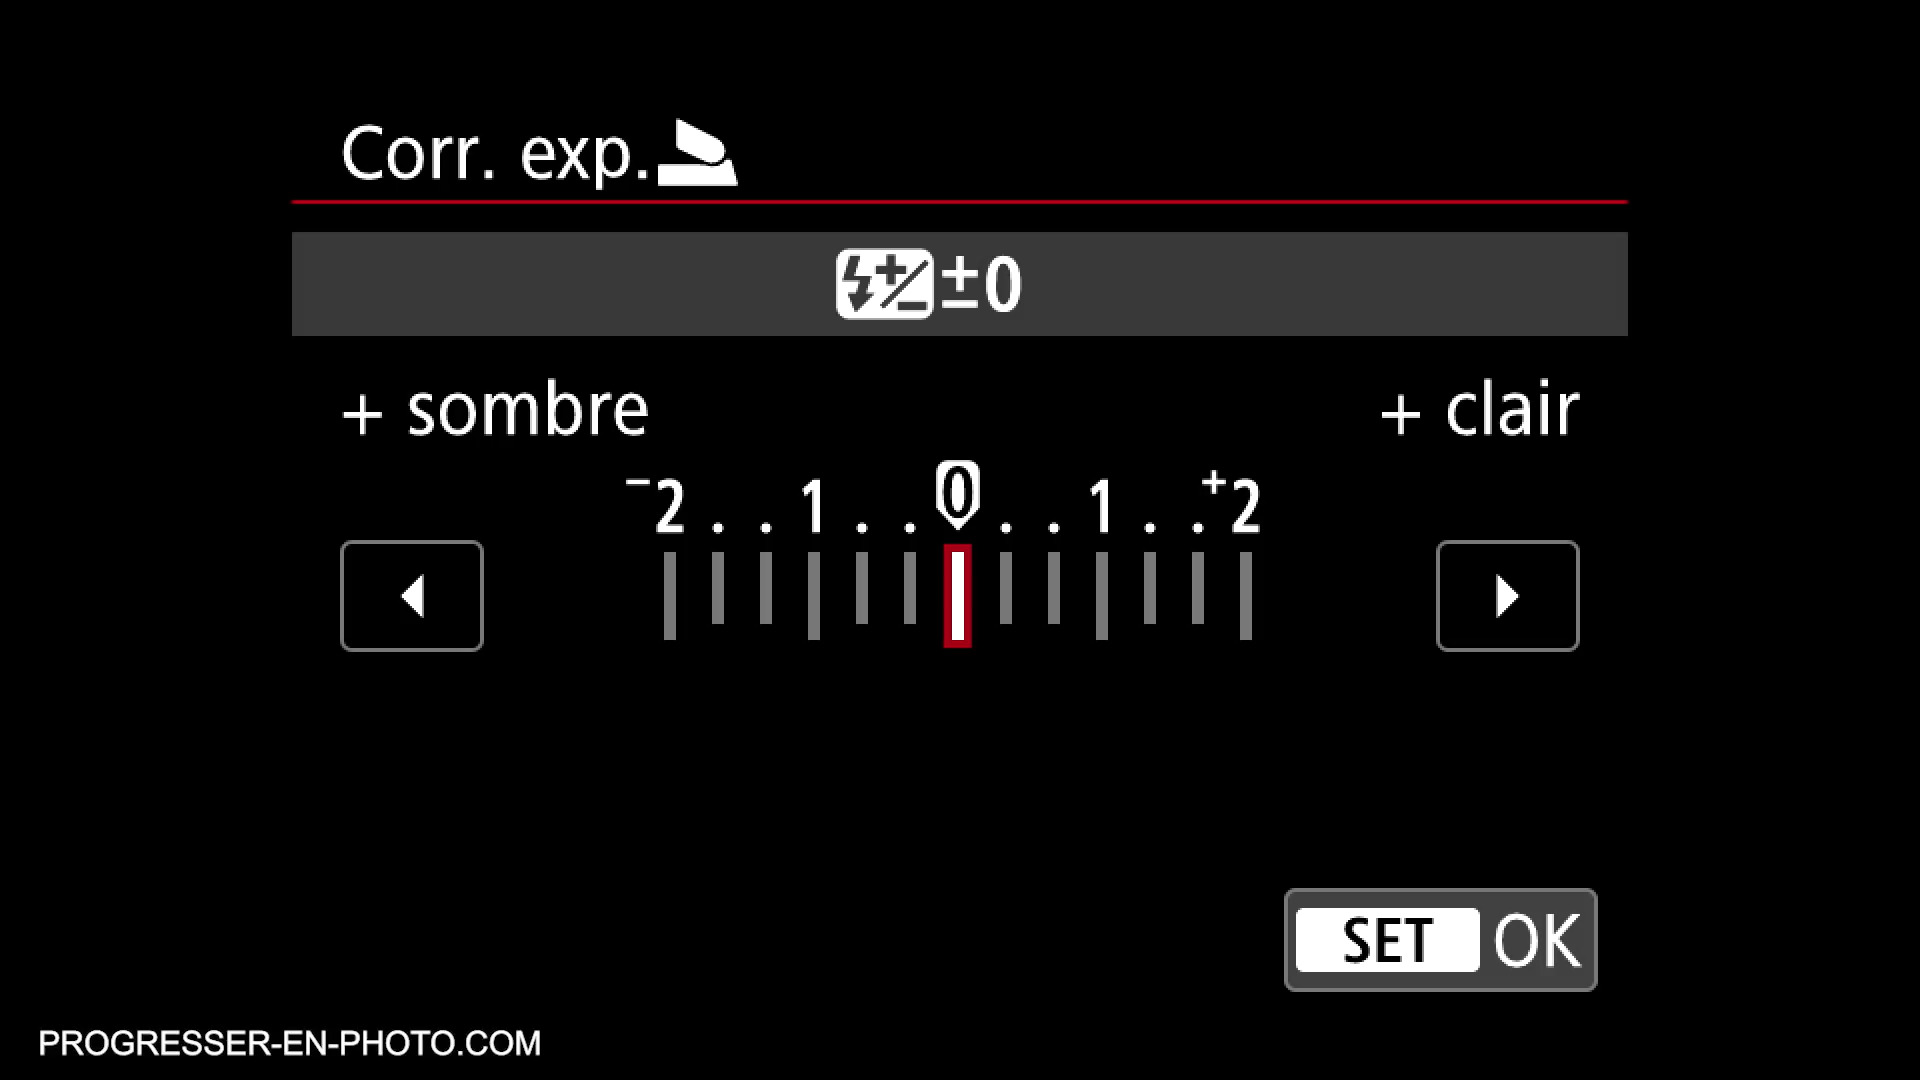 Corr. exp.
±0
+ sombre
+ clair
-2..1..0..1..+2
SET OK
PROGRESSER-EN-PHOTO.COM